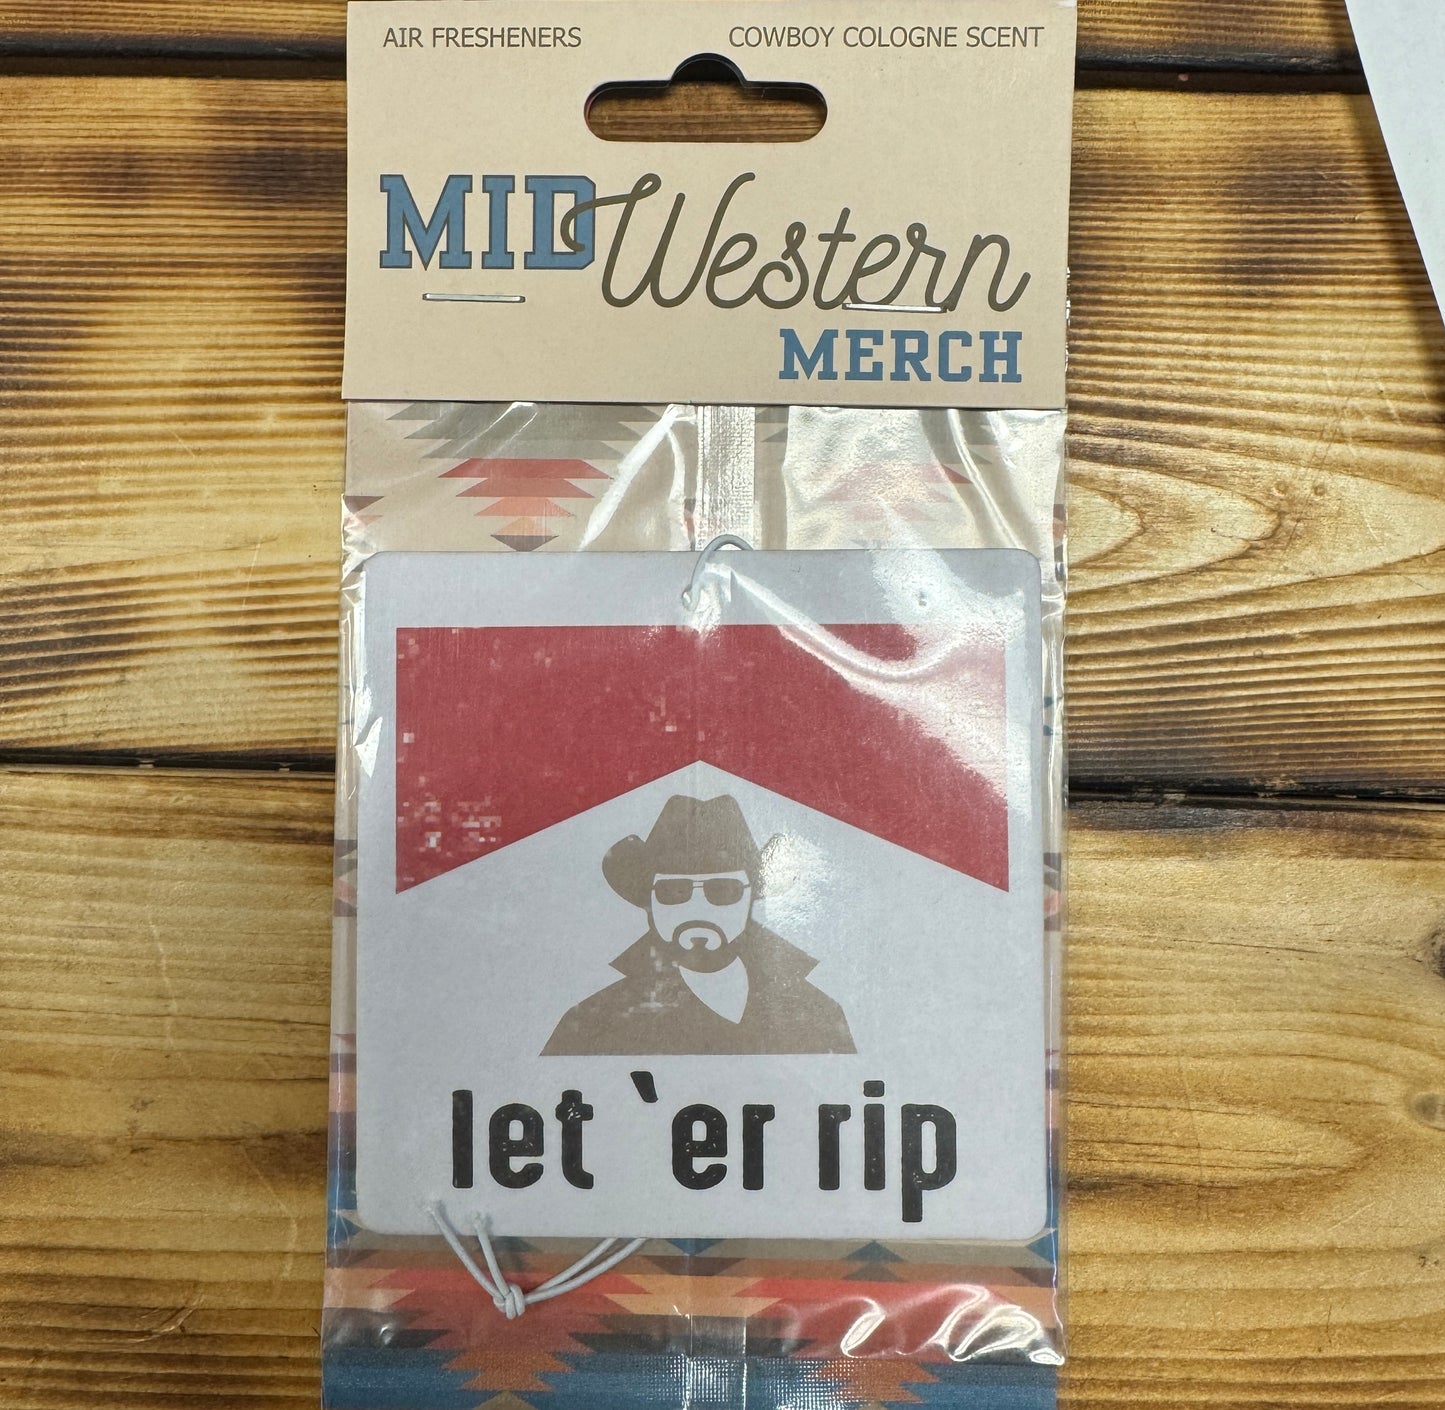 AIR FRESHENERS COWBOY COLOGNE SCENT
MID Western
MERCH
let `er rip